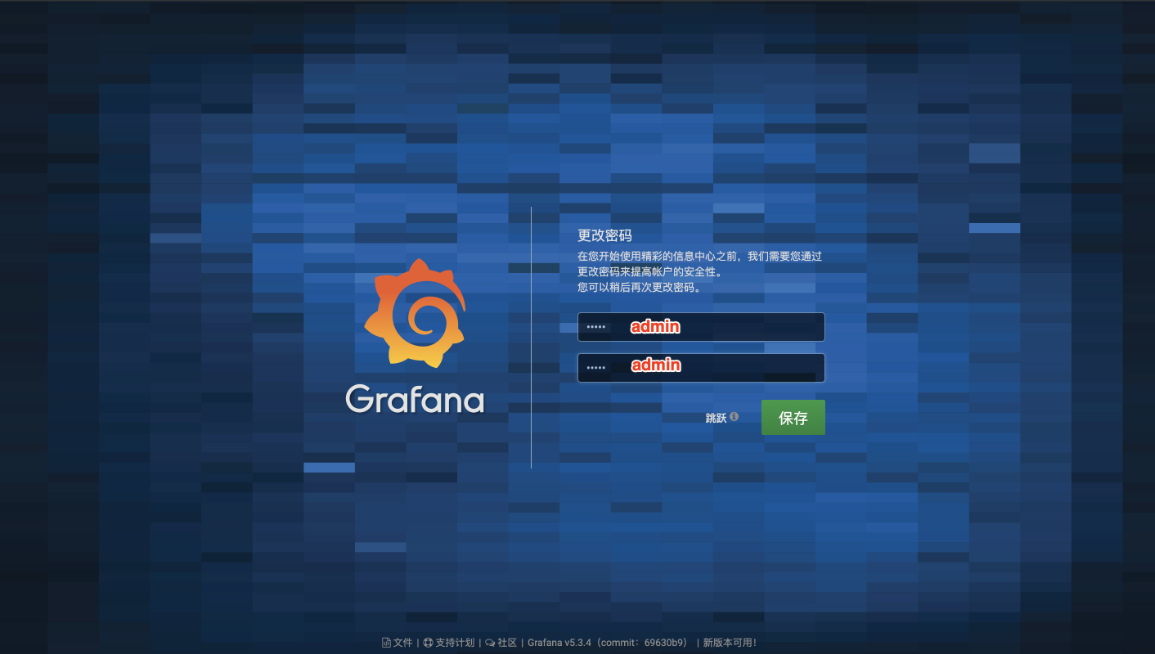 更改密码
在您开始使用精彩的信息中心之前，我们需要您通过
更改密码来提高帐户的安全性。
您可以稍后再次更改密码。
••••• admin
••••• admin
Grafana
跳跃
保存
文件 | 支持计划 | 社区 | Grafana v5.3.4（commit：69630b9） | 新版本可用！